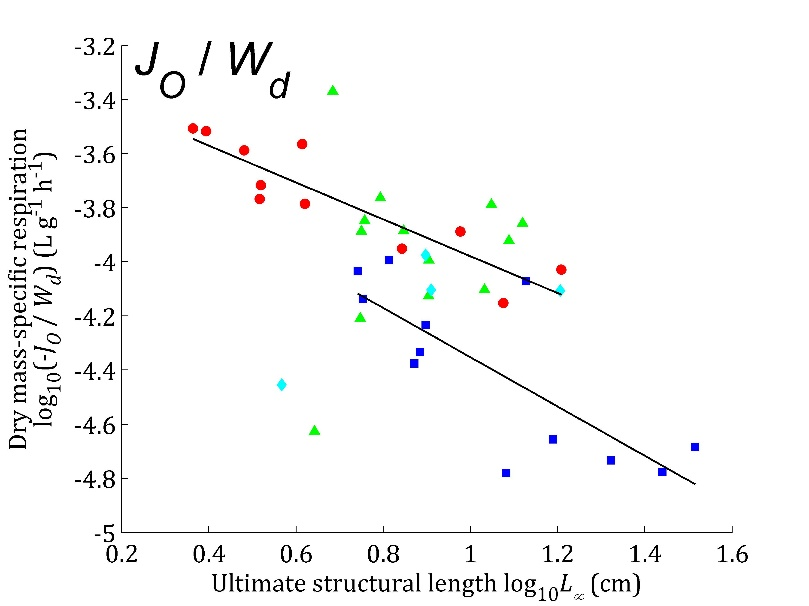 J_O / W_d
-3.2
-3.4
-3.6
-3.8
-4
-4.2
-4.4
-4.6
-4.8
-5
0.2 0.4 0.6 0.8 1 1.2 1.4 1.6
Dry mass-specific respiration
log10(-J_O / W_d) (L g^-1 h^-1)
Ultimate structural length log10L∞ (cm)